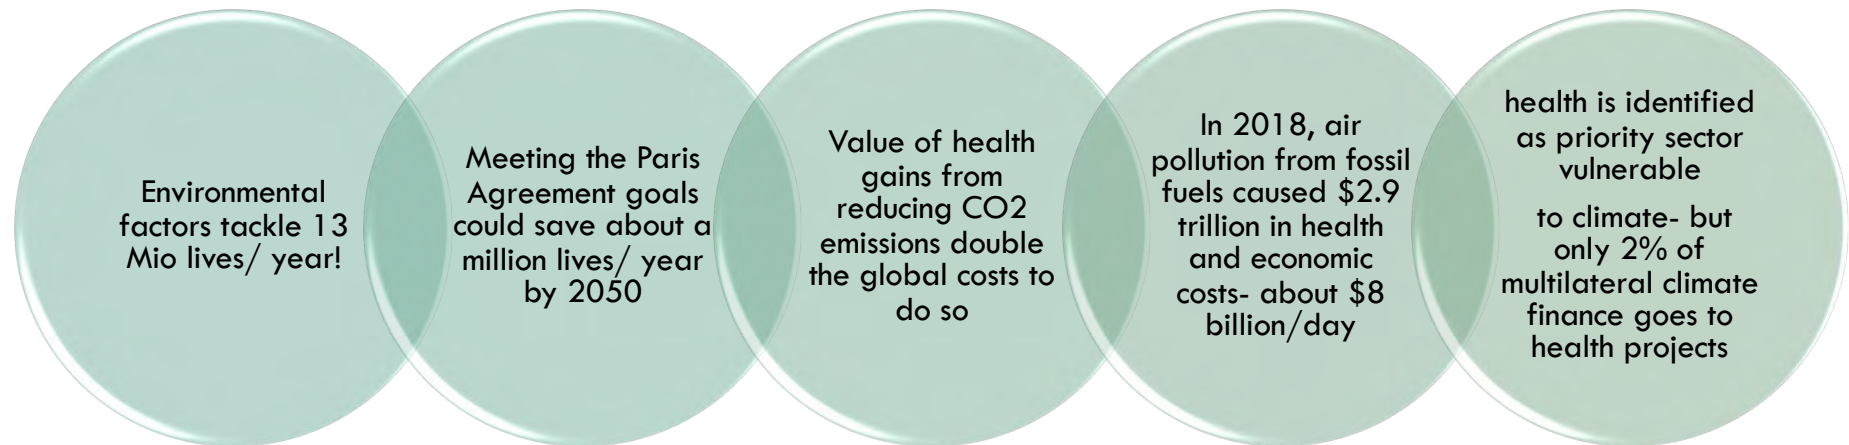 Environmental
factors tackle 13
Mio lives/ year!
Meeting the Paris
Agreement goals
could save about a
million lives/ year
by 2050
Value of health
gains from
reducing CO2
emissions double
the global costs to
do so
In 2018, air
pollution from fossil
fuels caused $2.9
trillion in health
and economic
costs- about $8
billion/day
health is identified
as priority sector
vulnerable
to climate- but
only 2% of
multilateral climate
finance goes to
health projects